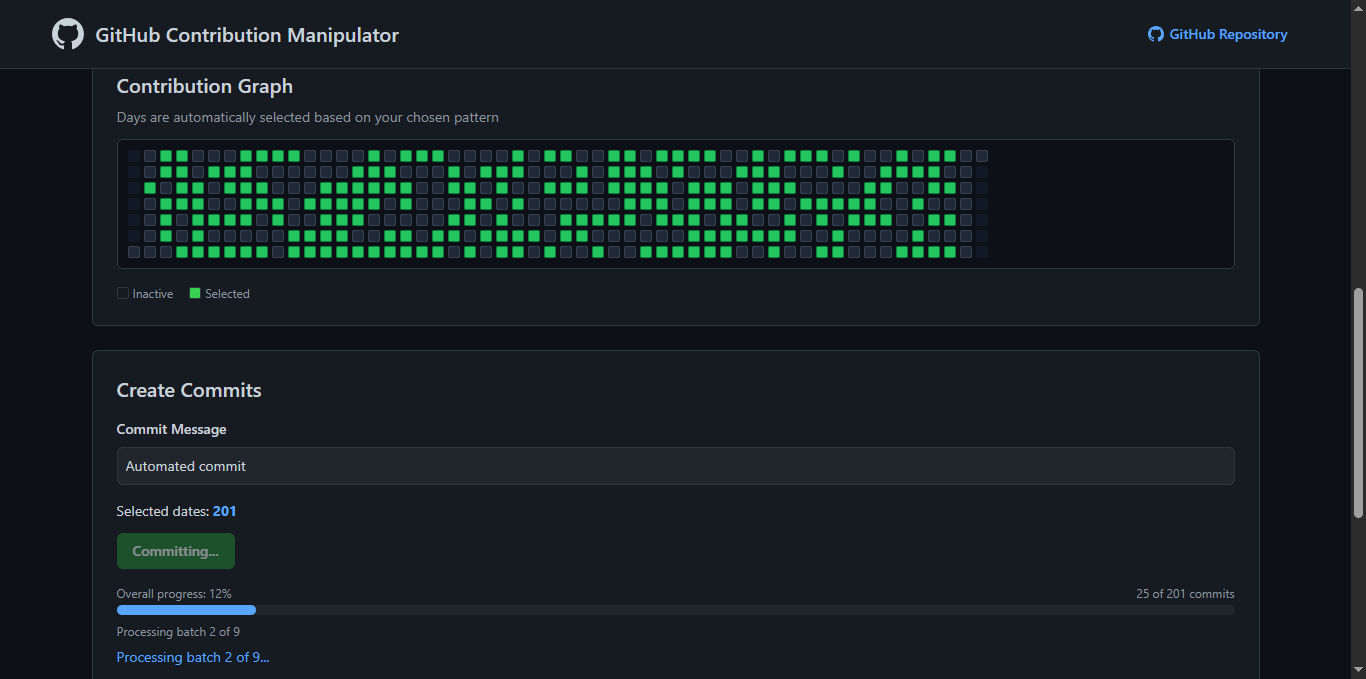 GitHub Contribution Manipulator
GitHub Repository
Contribution Graph
Days are automatically selected based on your chosen pattern
Inactive Selected
Create Commits
Commit Message
Automated commit
Selected dates: 201
Committing...
Overall progress: 12% 25 of 201 commits
Processing batch 2 of 9
Processing batch 2 of 9...